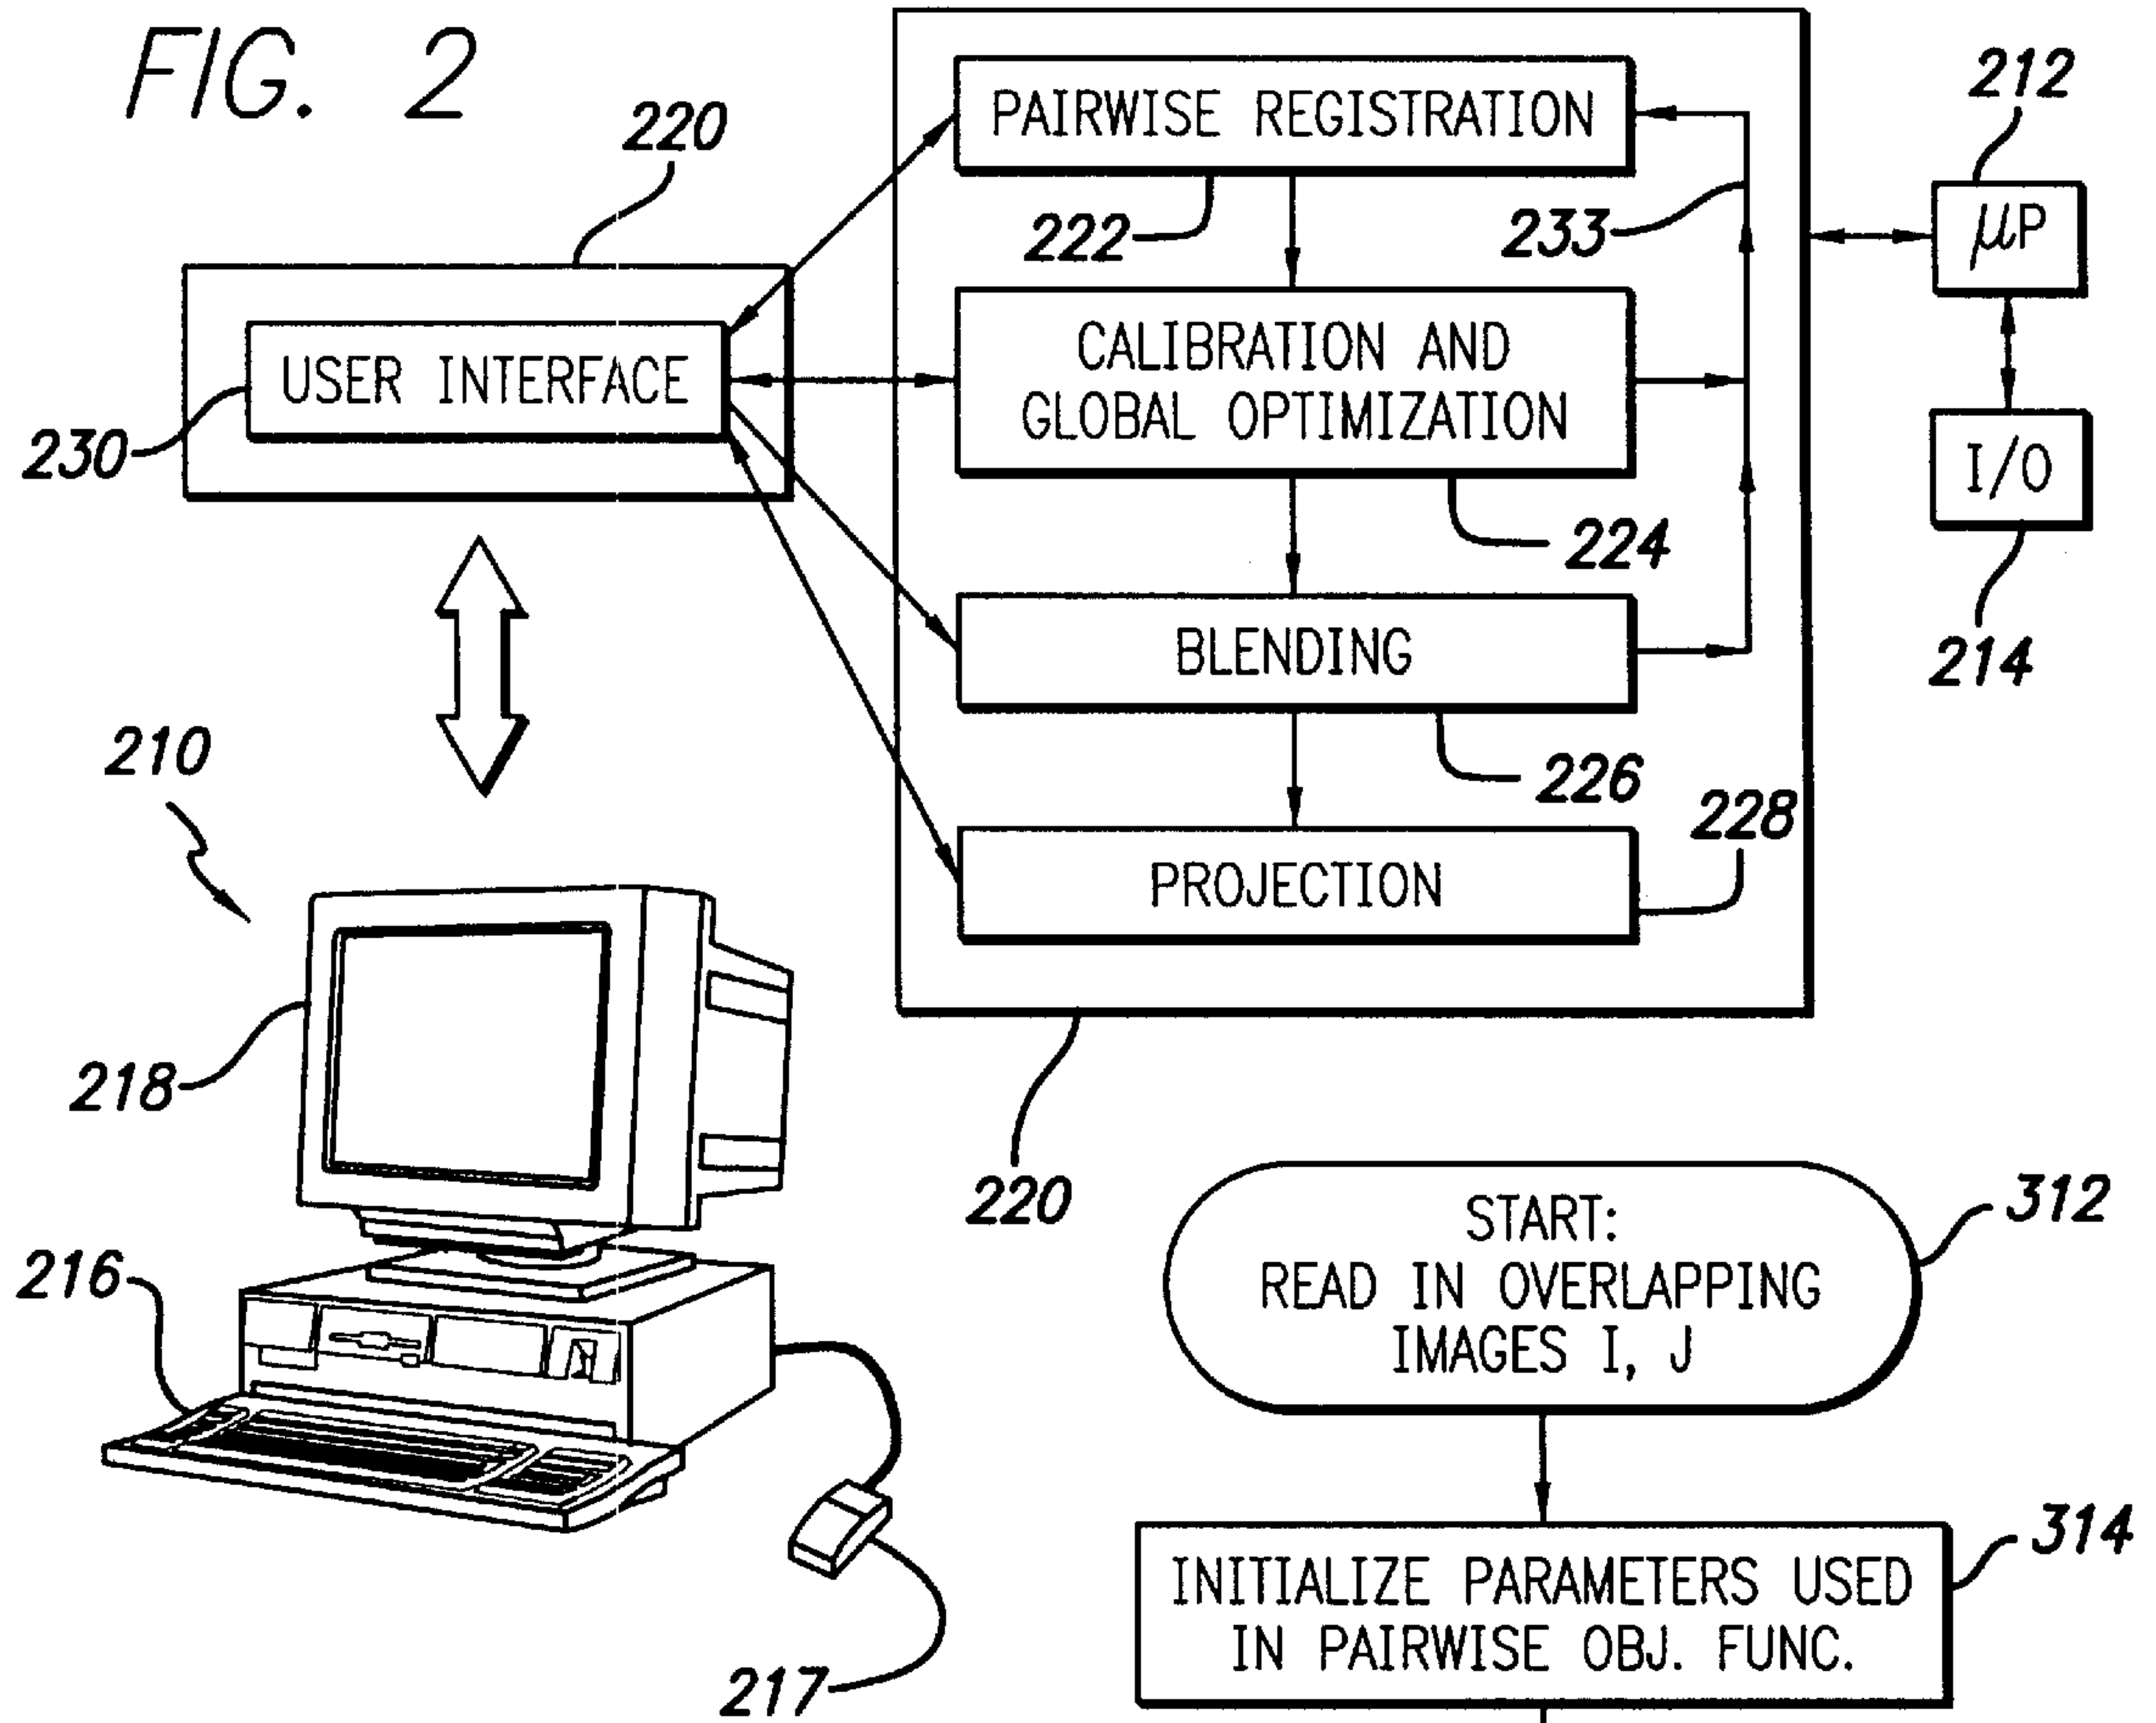 FIG. 2
220
PAIRWISE REGISTRATION
212
222
233
μP
USER INTERFACE
CALIBRATION AND
GLOBAL OPTIMIZATION
230
I/O
224
BLENDING
214
210
226
228
PROJECTION
218
220
312
START:
READ IN OVERLAPPING
IMAGES I, J
216
314
INITIALIZE PARAMETERS USED
IN PAIRWISE OBJ. FUNC.
217